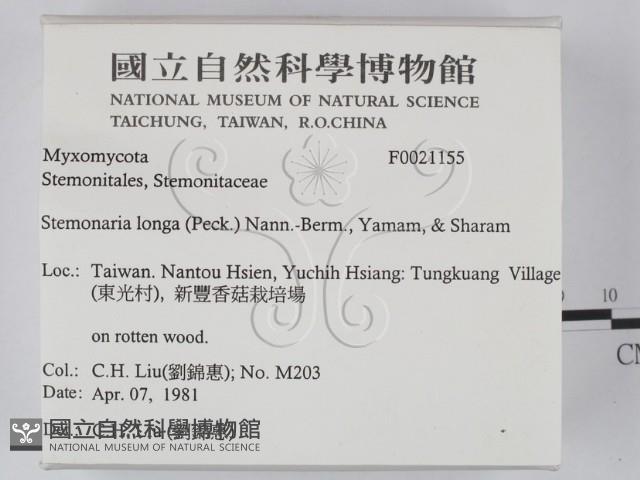 國立自然科學博物館
NATIONAL MUSEUM OF NATURAL SCIENCE
TAICHUNG, TAIWAN, R.O.CHINA
Myxomycota F0021155
Stemonitales, Stemonitaceae
Stemonaria longa (Peck.) Nann.-Berm., Yamam, & Sharam
Loc.: Taiwan. Nantou Hsien, Yuchih Hsiang: Tungkuang Village
(東光村), 新豐香菇栽培場
on rotten wood.
10
CM
Col.: C.H. Liu(劉錦惠); No. M203
Date: Apr. 07, 1981
C.H. Liu(劉錦惠)
國立自然科學博物館
NATIONAL MUSEUM OF NATURAL SCIENCE